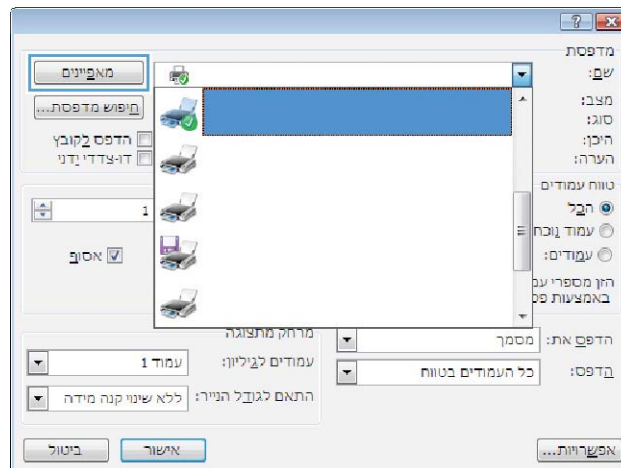 מדפסת
שם:
מאפיינים
מצב:
חיפוש מדפסת...
סוג:
היכן:
הדפס לקובץ
הערה:
דו-צדדי ידני
טווח עמודים
הכל
1
עמוד נוכח
עמודים:
אסוף
הזן מספרי
באמצעות
מרחק מתצוגה
הדפס את: מסמך
עמודים לגיליון: עמוד 1
הדפס: כל העמודים בטווח
התאם לגודל הנייר: ללא שינוי קנה מידה
אפשרויות...
אישור
ביטול